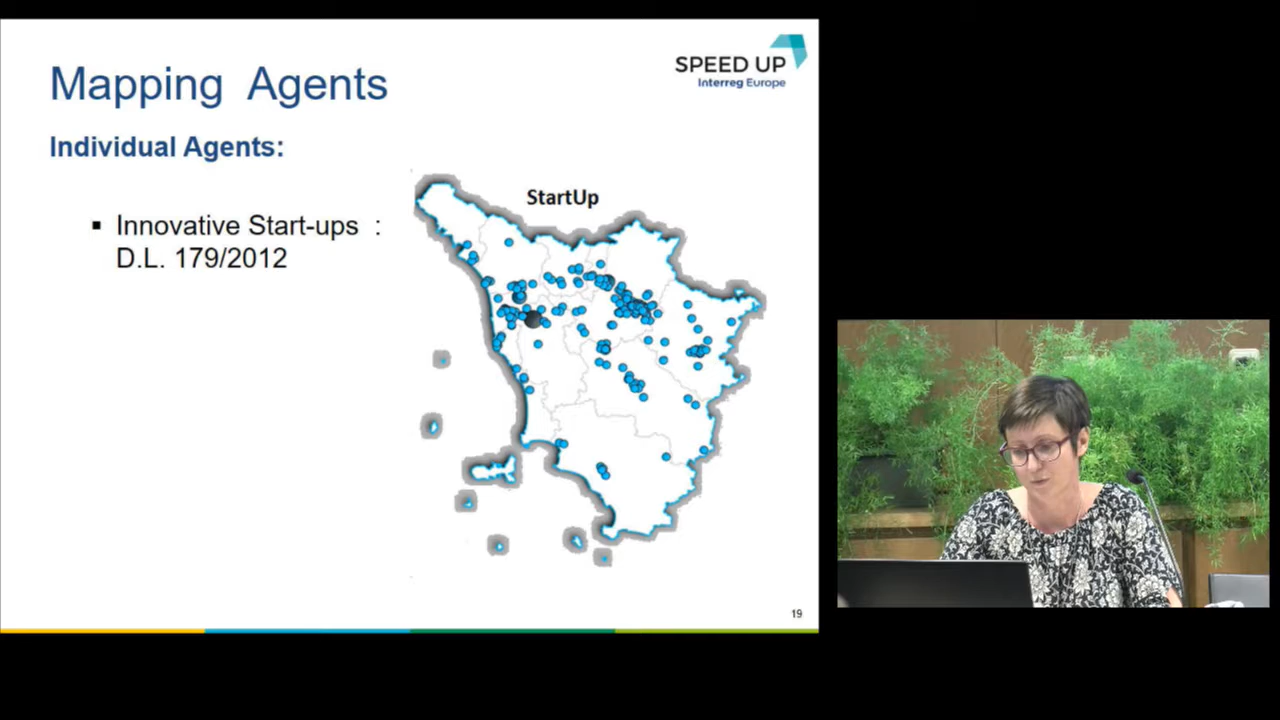 SPEED UP
Interreg Europe
Mapping Agents
Individual Agents:
StartUp
▪ Innovative Start-ups :
D.L. 179/2012
19